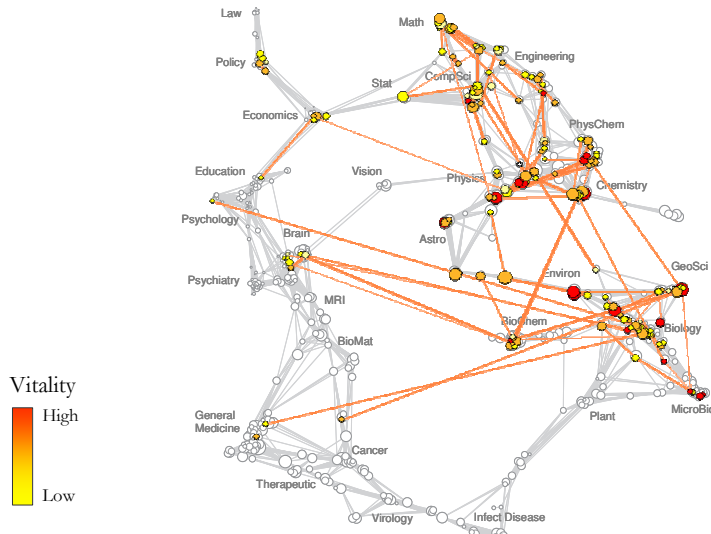 Law
Math
Policy
Engineering
Stat
CompSci
Economics
PhysChem
Education
Vision
Physics
Chemistry
Psychology
Brain
Astro
GeoSci
Psychiatry
Environ
MRI
BioChem
Biology
BioMat
Vitality
High
Low
General
Medicine
Plant
Cancer
Therapeutic
Virology
Infect Disease